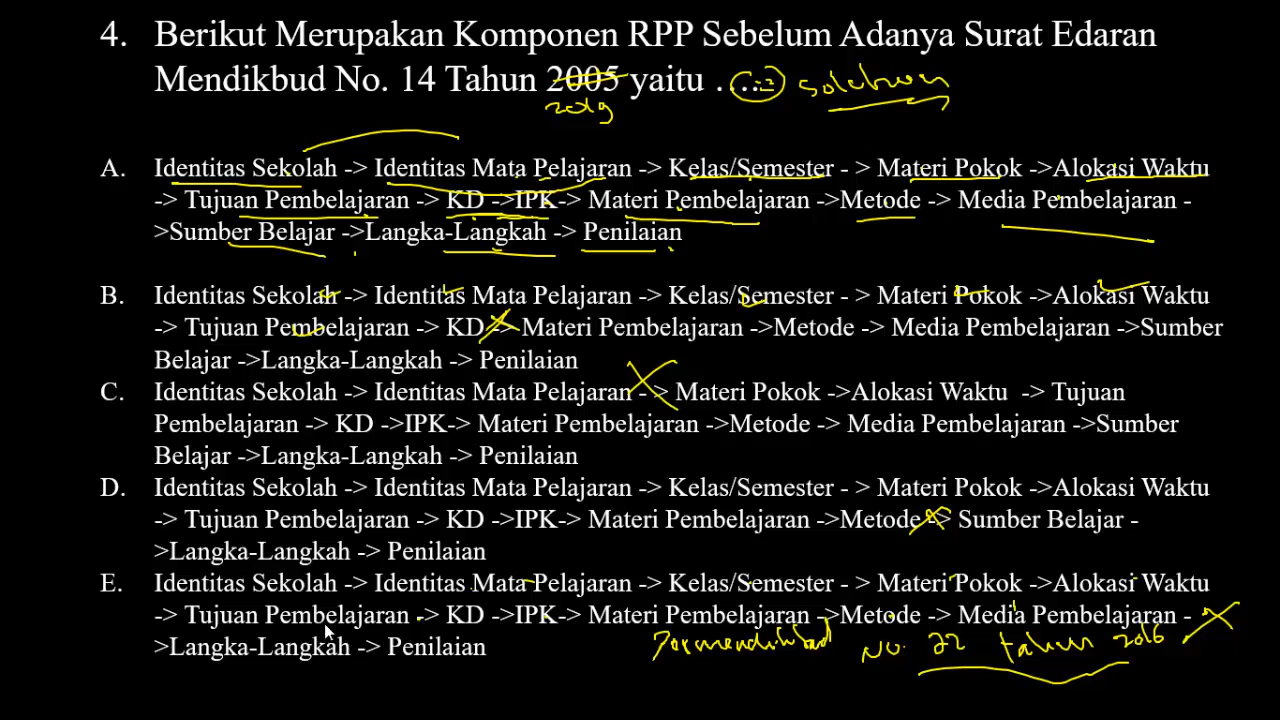 4. Berikut Merupakan Komponen RPP Sebelum Adanya Surat Edaran
Mendikbud No. 14 Tahun 2005 yaitu ….
2019
A. Identitas Sekolah -> Identitas Mata Pelajaran -> Kelas/Semester - > Materi Pokok ->Alokasi Waktu
-> Tujuan Pembelajaran -> KD ->IPK-> Materi Pembelajaran ->Metode -> Media Pembelajaran -
>Sumber Belajar ->Langka-Langkah -> Penilaian
B. Identitas Sekolah -> Identitas Mata Pelajaran -> Kelas/Semester - > Materi Pokok ->Alokasi Waktu
-> Tujuan Pembelajaran -> KD -> Materi Pembelajaran ->Metode -> Media Pembelajaran ->Sumber
Belajar ->Langka-Langkah -> Penilaian
C. Identitas Sekolah -> Identitas Mata Pelajaran -> Materi Pokok ->Alokasi Waktu -> Tujuan
Pembelajaran -> KD ->IPK-> Materi Pembelajaran ->Metode -> Media Pembelajaran ->Sumber
Belajar ->Langka-Langkah -> Penilaian
D. Identitas Sekolah -> Identitas Mata Pelajaran -> Kelas/Semester - > Materi Pokok ->Alokasi Waktu
-> Tujuan Pembelajaran -> KD ->IPK-> Materi Pembelajaran ->Metode -> Sumber Belajar -
>Langka-Langkah -> Penilaian
E. Identitas Sekolah -> Identitas Mata Pelajaran -> Kelas/Semester - > Materi Pokok ->Alokasi Waktu
-> Tujuan Pembelajaran -> KD ->IPK-> Materi Pembelajaran ->Metode -> Media Pembelajaran -
>Langka-Langkah -> Penilaian
Permendikbud No. 22 tahun 2016